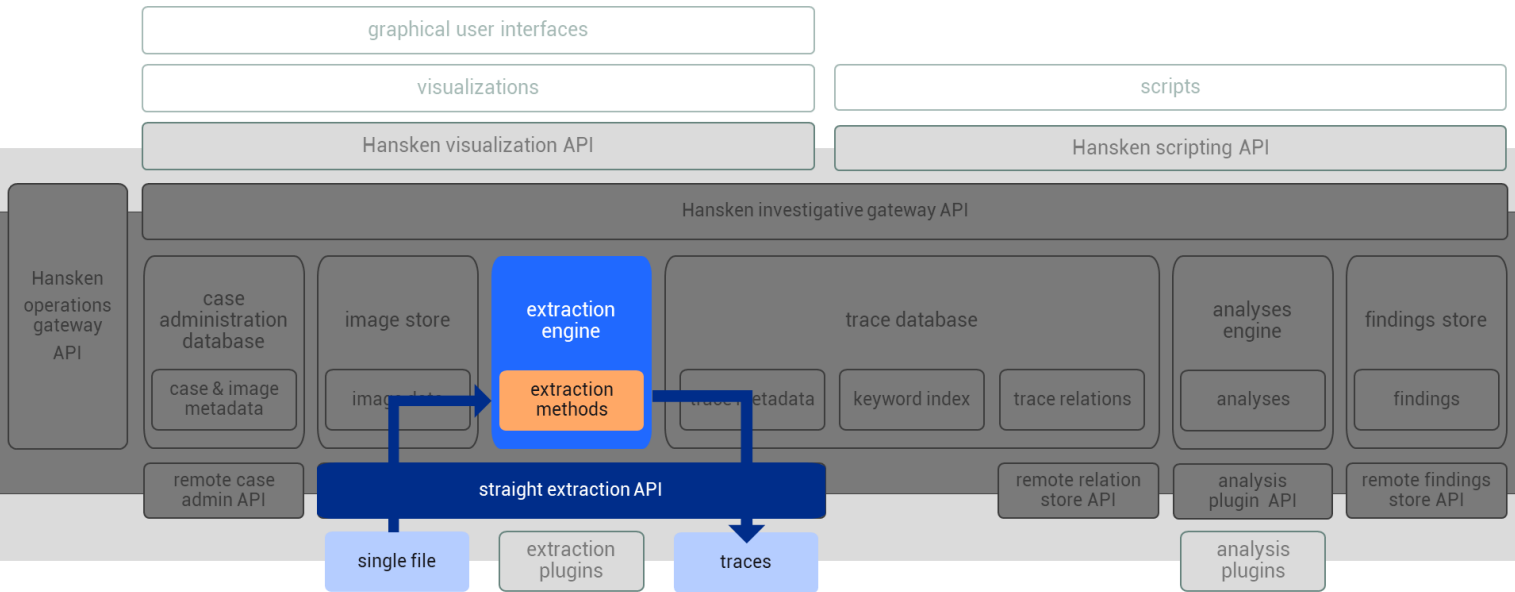 graphical user interfaces
visualizations
scripts
Hansken visualization API
Hansken scripting API
Hansken investigative gateway API
Hansken
operations
gateway
API
case
administration
database
case & image
metadata
image store
image data
extraction
engine
extraction
methods
trace database
trace metadata
keyword index
trace relations
analyses
engine
analyses
findings store
findings
remote case
admin API
straight extraction API
remote relation
store API
analysis
plugin API
remote findings
store API
single file
extraction
plugins
traces
analysis
plugins